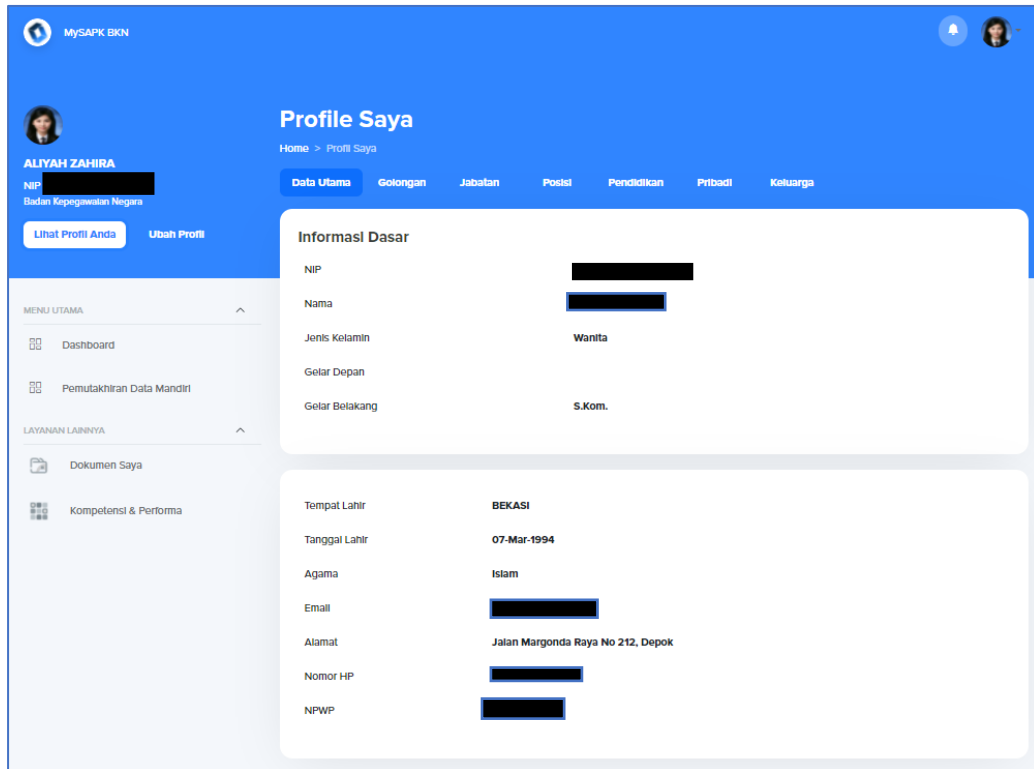 MySAPK BKN
ALIYAH ZAHIRA
NIP
Badan Kepegawaian Negara
Lihat Profil Anda
Ubah Profil
MENU UTAMA
Dashboard
Pemutakhiran Data Mandiri
LAYANAN LAINNYA
Dokumen Saya
Kompetensi & Performa
Profile Saya
Home > Profil Saya
Data Utama Golongan Jabatan Posisi Pendidikan Pribadi Keluarga
Informasi Dasar
NIP
Nama
Jenis Kelamin Wanita
Gelar Depan
Gelar Belakang S.Kom.
Tempat Lahir BEKASI
Tanggal Lahir 07-Mar-1994
Agama Islam
Email
Alamat Jalan Margonda Raya No 212, Depok
Nomor HP
NPWP